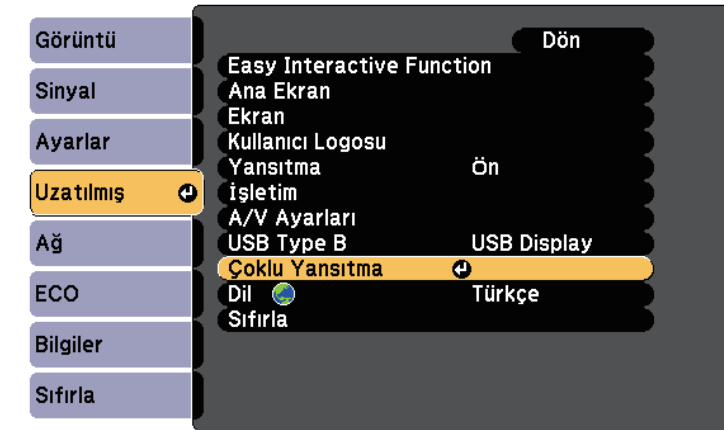 Görüntü
Sinyal
Ayarlar
Uzatılmış
Ağ
ECO
Bilgiler
Sıfırla
Dön
Easy Interactive Function
Ana Ekran
Ekran
Kullanıcı Logosu
Yansıtma Ön
İşletim
A/V Ayarları
USB Type B USB Display
Çoklu Yansıtma
Dil Türkçe
Sıfırla